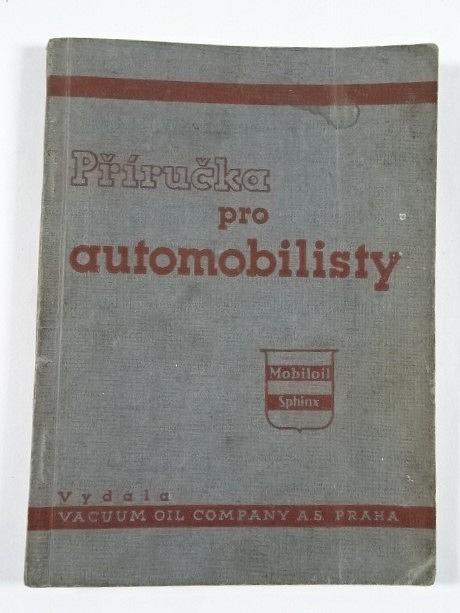 Příručka
pro
automobilisty
Mobiloil
Sphinx
Vydala
VACUUM OIL COMPANY A.S. PRAHA